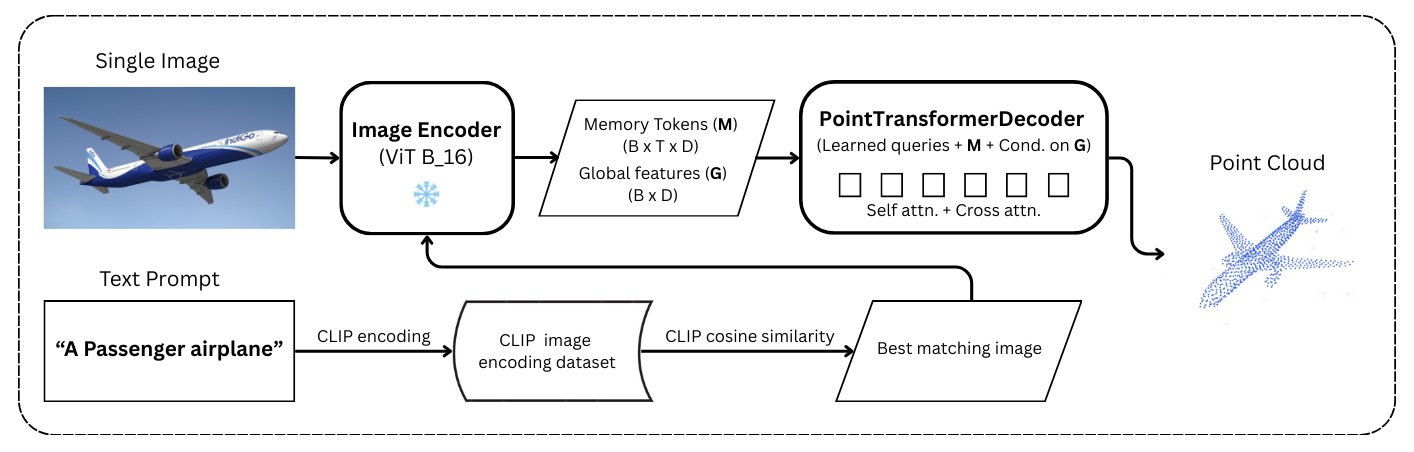 Single Image
IndiGo
Image Encoder
(ViT B_16)
Memory Tokens (M)
(B x T x D)
Global features (G)
(B x D)
PointTransformerDecoder
(Learned queries + M + Cond. on G)
Self attn. + Cross attn.
Point Cloud
Text Prompt
“A Passenger airplane”
CLIP encoding
CLIP image
encoding dataset
CLIP cosine similarity
Best matching image